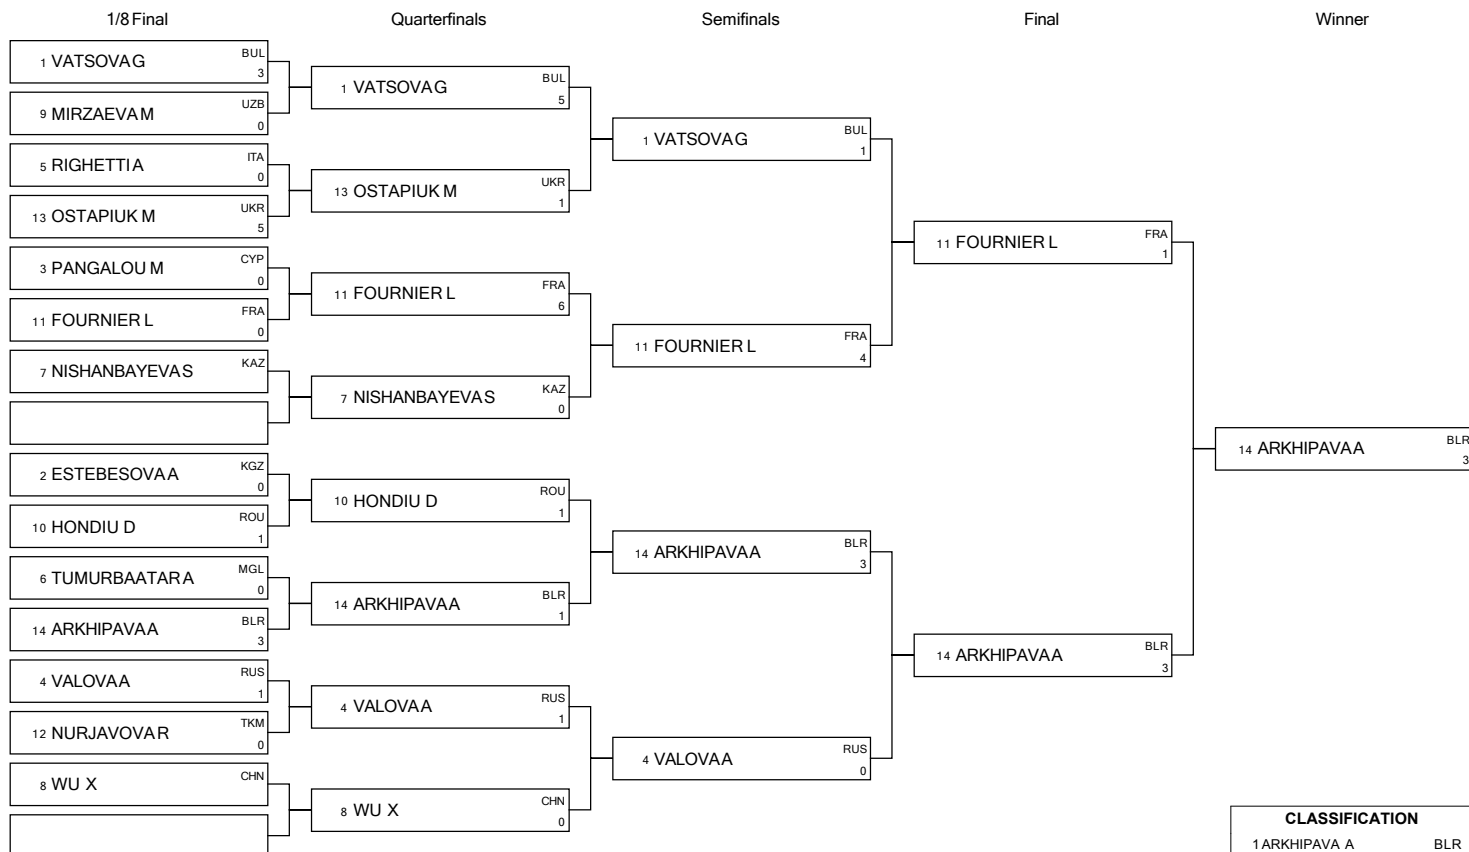 1/8 Final
Quarterfinals
Semifinals
Final
Winner
1 VATSOVA G BUL 3
9 MIRZAEVA M UZB 0
5 RIGHETTI A ITA 0
13 OSTAPIUK M UKR 5
3 PANGALOU M CYP 0
11 FOURNIER L FRA 0
7 NISHANBAYEVA S KAZ
2 ESTEBESOVA A KGZ 0
10 HONDIU D ROU 1
6 TUMURBAATAR A MGL 0
14 ARKHIPAVA A BLR 3
4 VALOVA A RUS 1
12 NURJAVOVA R TKM 0
8 WU X CHN
1 VATSOVA G BUL 5
13 OSTAPIUK M UKR 1
11 FOURNIER L FRA 6
7 NISHANBAYEVA S KAZ 0
10 HONDIU D ROU 1
14 ARKHIPAVA A BLR 1
4 VALOVA A RUS 1
8 WU X CHN 0
1 VATSOVA G BUL 1
11 FOURNIER L FRA 4
14 ARKHIPAVA A BLR 3
4 VALOVA A RUS 0
11 FOURNIER L FRA 1
14 ARKHIPAVA A BLR 3
14 ARKHIPAVA A BLR 3
CLASSIFICATION
1 ARKHIPAVA A BLR